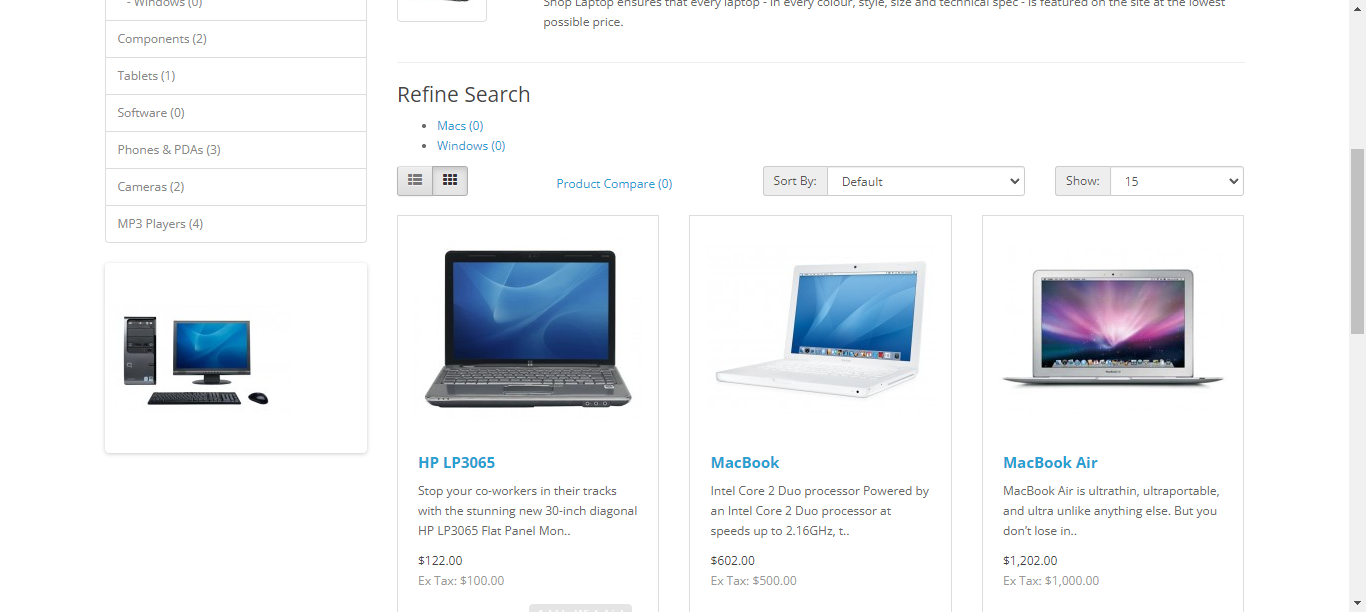 - Windows (0)
Components (2)
Tablets (1)
Software (0)
Phones & PDAs (3)
Cameras (2)
MP3 Players (4)
Shop Laptop ensures that every laptop - in every colour, style, size and technical spec - is featured on the site at the lowest
possible price.
Refine Search
Macs (0)
Windows (0)
Product Compare (0)
Sort By:
Default
Show:
15
HP LP3065
Stop your co-workers in their tracks
with the stunning new 30-inch diagonal
HP LP3065 Flat Panel Mon..
$122.00
Ex Tax: $100.00
MacBook
Intel Core 2 Duo processor Powered by
an Intel Core 2 Duo processor at
speeds up to 2.16GHz, t..
$602.00
Ex Tax: $500.00
MacBook Air
MacBook Air is ultrathin, ultraportable,
and ultra unlike anything else. But you
don’t lose in..
$1,202.00
Ex Tax: $1,000.00